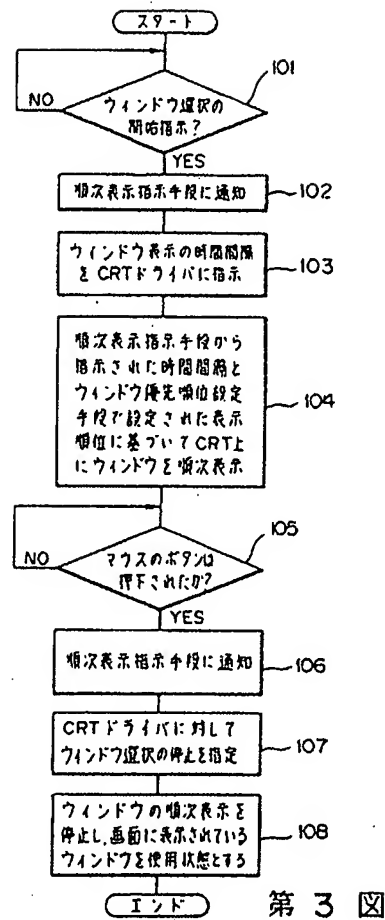 スタート
101
ウィンドウ選択の
開始指示?
NO
YES
順次表示指示手段に通知
102
ウィンドウ表示の時間間隔
をCRTドライバに指示
103
順次表示指示手段から
指示された時間間隔と
ウィンドウ優先順位設定
手段で設定された表示
順位に基づいてCRT上
にウィンドウを順次表示
104
105
マウスのボタンは
押下されたか?
NO
YES
順次表示指示手段に通知
106
CRTドライバに対して
ウィンドウ選択の停止を指定
107
ウィンドウの順次表示を
停止し、画面に表示されている
ウィンドウを使用状態とする
108
エンド
第 3 図